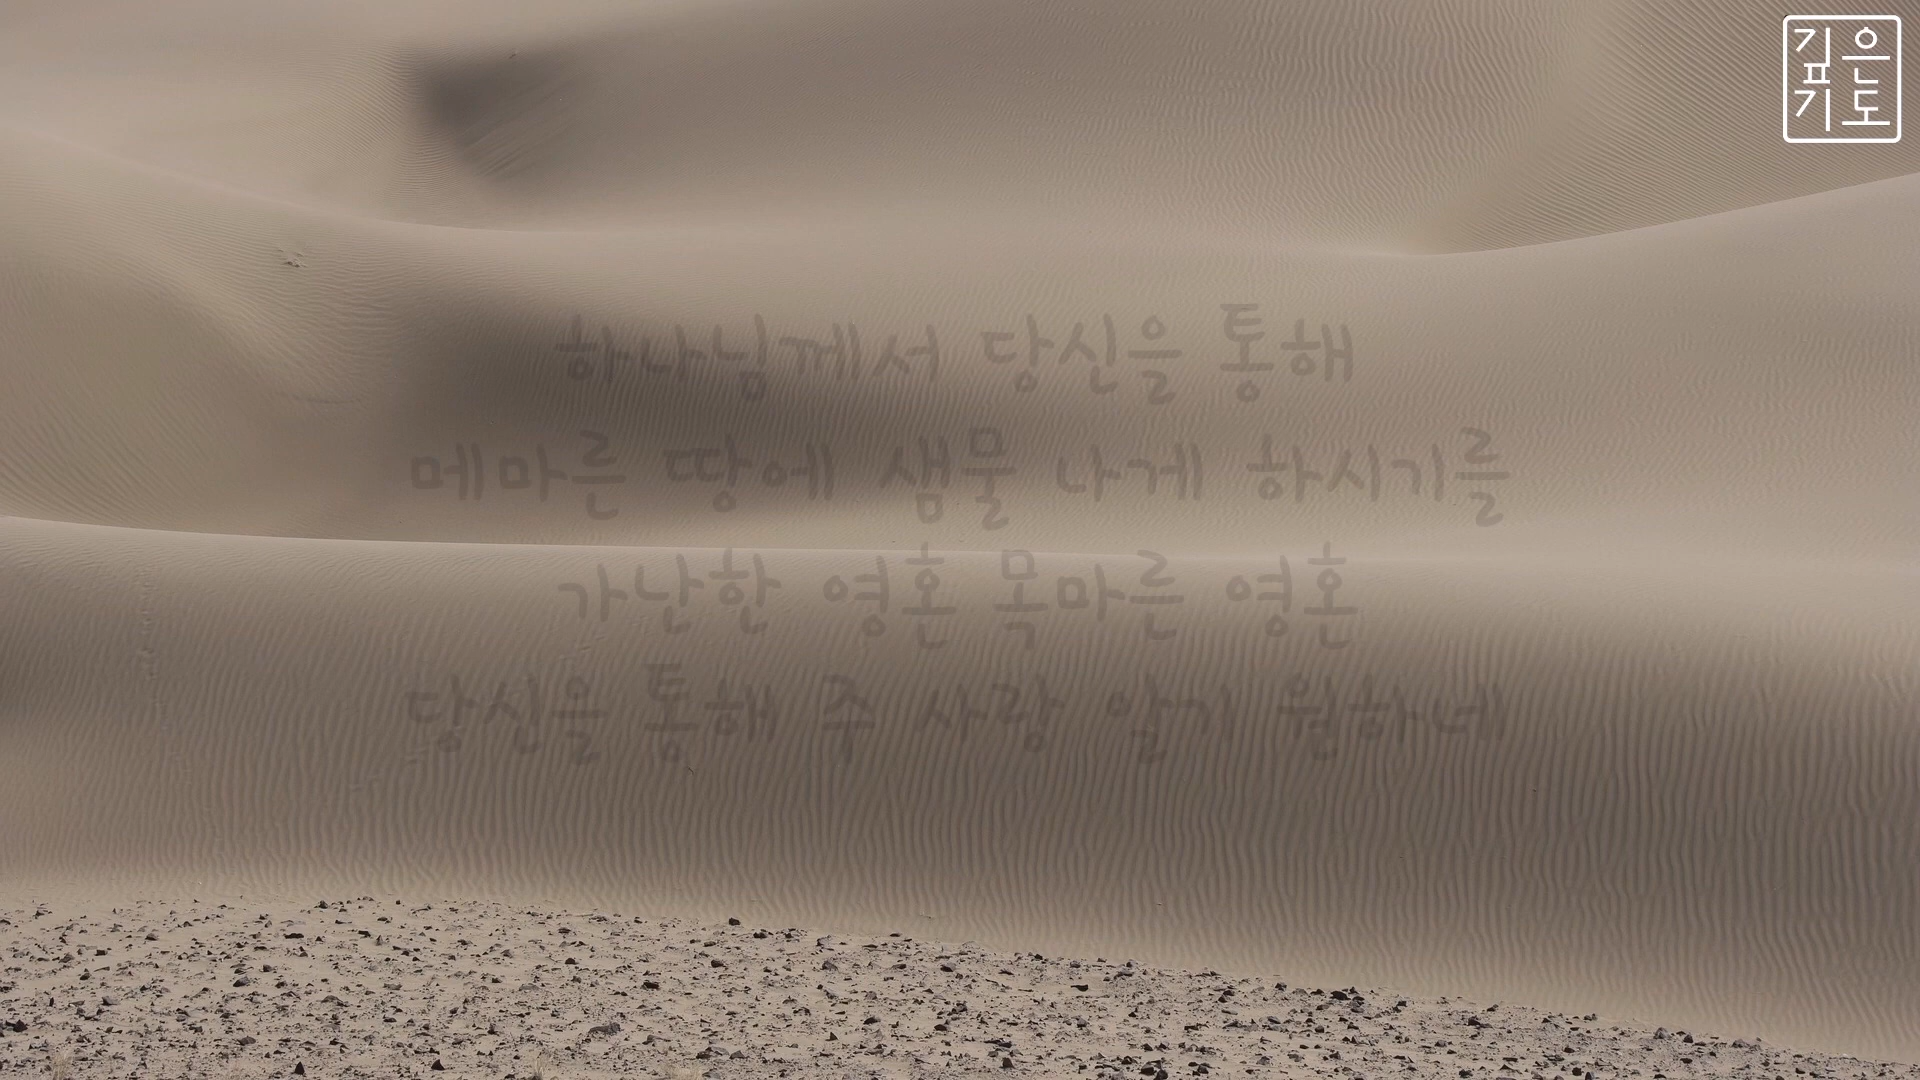 깊은
기도
하나님께서 당신을 통해
메마른 땅에 샘물 나게 하시기를
가난한 영혼 목마른 영혼
당신을 통해 주 사랑 알기 원하네